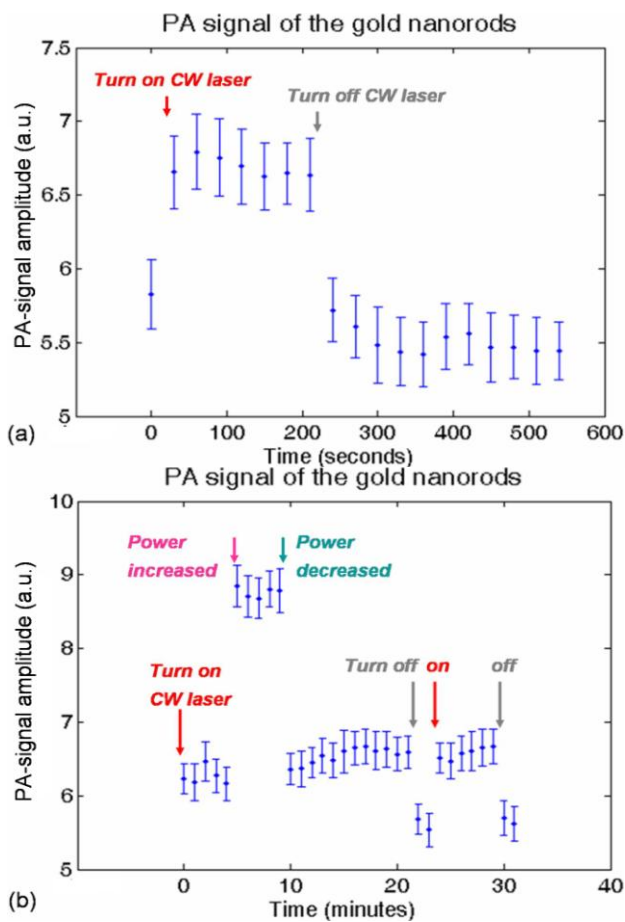 PA signal of the gold nanorods
7.5
Turn on CW laser
Turn off CW laser
7
6.5
6
5.5
5
PA-signal amplitude (a.u.)
0 100 200 300 400 500 600
(a)
Time (seconds)
PA signal of the gold nanorods
10
Power Power
increased decreased
9
8
Turn on Turn off on off
CW laser
7
6
5
PA-signal amplitude (a.u.)
0 10 20 30 40
(b)
Time (minutes)